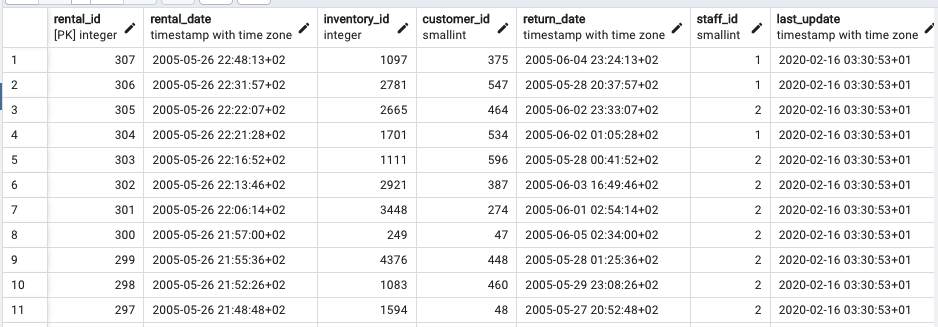 rental_id rental_date inventory_id customer_id return_date staff_id last_update
[PK] integer timestamp with time zone integer smallint timestamp with time zone smallint timestamp with time zone
1 307 2005-05-26 22:48:13+02 1097 375 2005-06-04 23:24:13+02 1 2020-02-16 03:30:53+01
2 306 2005-05-26 22:31:57+02 2781 547 2005-05-28 20:37:57+02 1 2020-02-16 03:30:53+01
3 305 2005-05-26 22:22:07+02 2665 464 2005-06-02 23:33:07+02 2 2020-02-16 03:30:53+01
4 304 2005-05-26 22:21:28+02 1701 534 2005-06-02 01:05:28+02 1 2020-02-16 03:30:53+01
5 303 2005-05-26 22:16:52+02 1111 596 2005-05-28 00:41:52+02 2 2020-02-16 03:30:53+01
6 302 2005-05-26 22:13:46+02 2921 387 2005-06-03 16:49:46+02 2 2020-02-16 03:30:53+01
7 301 2005-05-26 22:06:14+02 3448 274 2005-06-01 02:54:14+02 2 2020-02-16 03:30:53+01
8 300 2005-05-26 21:57:00+02 249 47 2005-06-05 02:34:00+02 2 2020-02-16 03:30:53+01
9 299 2005-05-26 21:55:36+02 4376 448 2005-05-28 01:25:36+02 2 2020-02-16 03:30:53+01
10 298 2005-05-26 21:52:26+02 1083 460 2005-05-29 23:08:26+02 2 2020-02-16 03:30:53+01
11 297 2005-05-26 21:48:48+02 1594 48 2005-05-27 20:52:48+02 2 2020-02-16 03:30:53+01